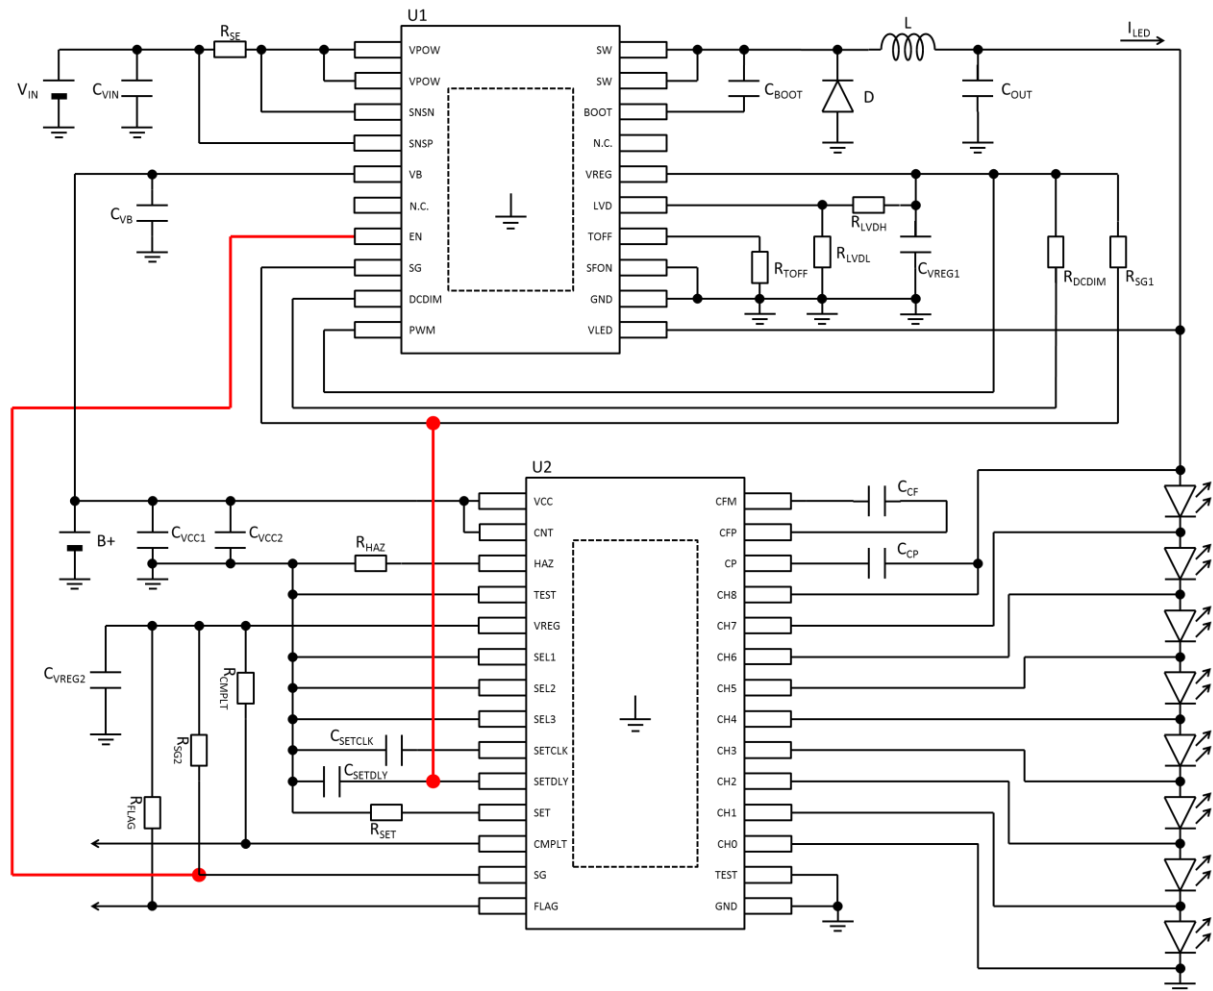 U1
R_SE
L
I_LED
VPOW
SW
V_IN
C_VIN
VPOW
SW
C_BOOT
D
C_OUT
SNSN
BOOT
SNSP
N.C.
VB
VREG
C_VB
N.C.
LVD
R_LVDH
EN
TOFF
R_TOFF
R_LVDL
C_VREG1
R_DCDIM
R_SG1
SG
SFON
DCDIM
GND
PWM
VLED
U2
VCC
CFM
C_CF
B+
C_VCC1
C_VCC2
CNT
CFP
R_HAZ
HAZ
CP
C_CP
TEST
CH8
VREG
CH7
C_VREG2
R_CMPLT
SEL1
CH6
SEL2
CH5
SEL3
CH4
R_SG2
C_SETCLK
SETCLK
CH3
C_SETDLY
SETDLY
CH2
R_FLAG
R_SET
SET
CH1
CMPLT
CH0
SG
TEST
FLAG
GND